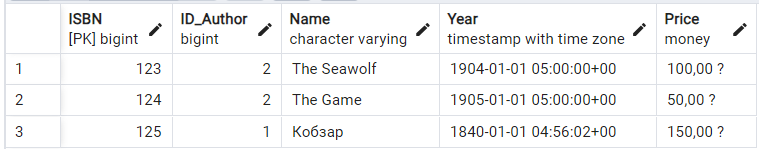 ISBN ID_Author Name Year Price
[PK] bigint bigint character varying timestamp with time zone money
1 123 2 The Seawolf 1904-01-01 05:00:00+00 100,00 ?
2 124 2 The Game 1905-01-01 05:00:00+00 50,00 ?
3 125 1 Кобзар 1840-01-01 04:56:02+00 150,00 ?